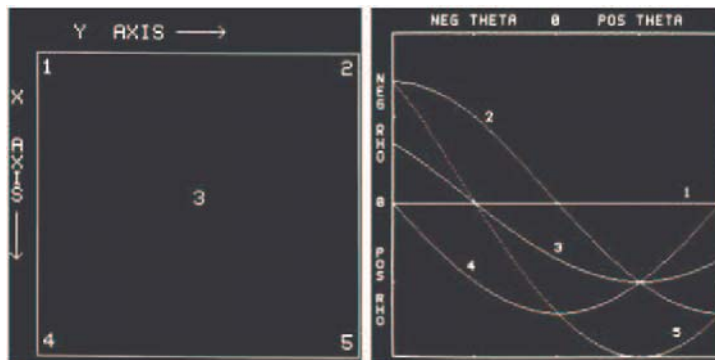 Y AXIS
1 2
X AXIS
3
4 5
NEG THETA 0 POS THETA
NEG RHO
0
POS RHO
2
1
3
4
5